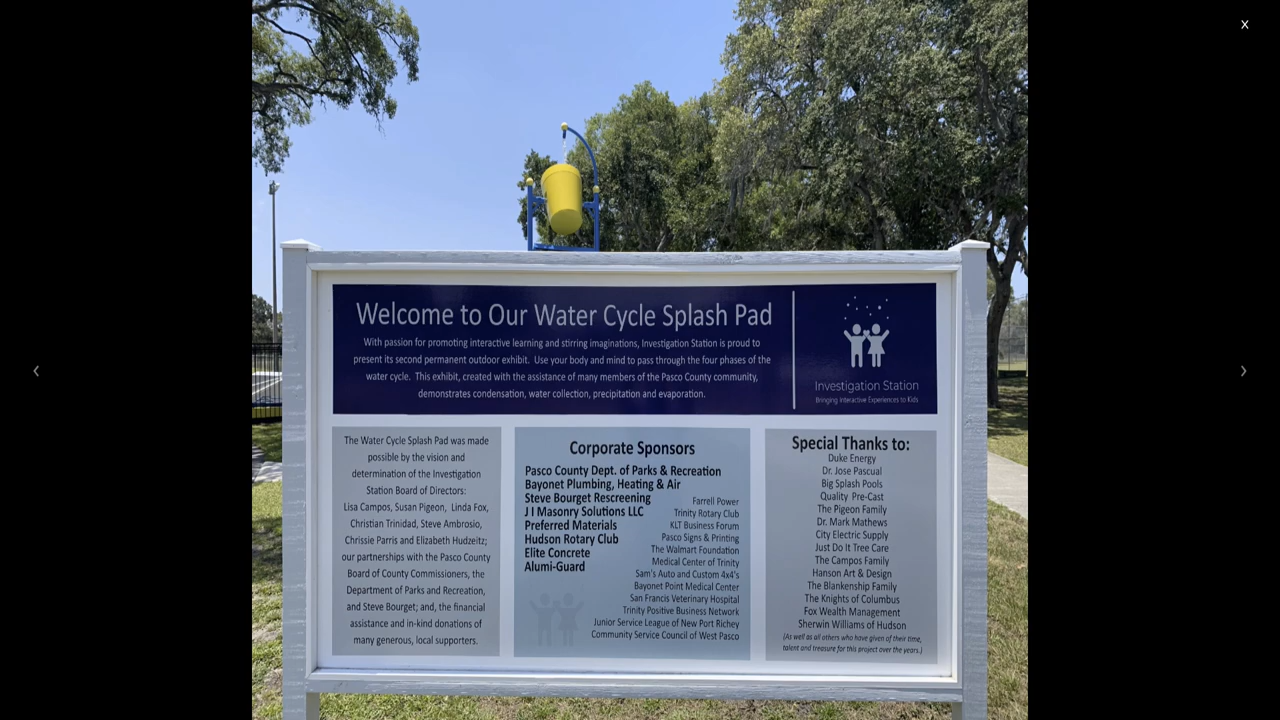 X
Welcome to Our Water Cycle Splash Pad
With passion for promoting interactive learning and stirring imaginations, Investigation Station is proud to
present its second permanent outdoor exhibit. Use your body and mind to pass through the four phases of the
water cycle. This exhibit, created with the assistance of many members of the Pasco County community,
demonstrates condensation, water collection, precipitation and evaporation.
Investigation Station
Bringing Interactive Experiences to Kids
The Water Cycle Splash Pad was made
possible by the vision and
determination of the Investigation
Station Board of Directors:
Lisa Campos, Susan Pigeon, Linda Fox,
Christian Trinidad, Steve Ambrosio,
Chrissie Parris and Elizabeth Hudzeitz;
our partnerships with the Pasco County
Board of County Commissioners, the
Department of Parks and Recreation,
and Steve Bourget; and, the financial
assistance and in-kind donations of
many generous, local supporters.
Corporate Sponsors
Pasco County Dept. of Parks & Recreation
Bayonet Plumbing, Heating & Air
Steve Bourget Rescreening
J I Masonry Solutions LLC
Preferred Materials
Hudson Rotary Club
Elite Concrete
Alumi-Guard
Farrell Power
Trinity Rotary Club
KLT Business Forum
Pasco Signs & Printing
The Walmart Foundation
Medical Center of Trinity
Sam's Auto and Custom 4x4's
Bayonet Point Medical Center
San Francis Veterinary Hospital
Trinity Positive Business Network
Junior Service League of New Port Richey
Community Service Council of West Pasco
Special Thanks to:
Duke Energy
Dr. Jose Pascual
Big Splash Pools
Quality Pre-Cast
The Pigeon Family
Dr. Mark Mathews
City Electric Supply
Just Do It Tree Care
The Campos Family
Hanson Art & Design
The Blankenship Family
The Knights of Columbus
Fox Wealth Management
Sherwin Williams of Hudson
(As well as all others who have given of their time,
talent and treasure for this project over the years.)